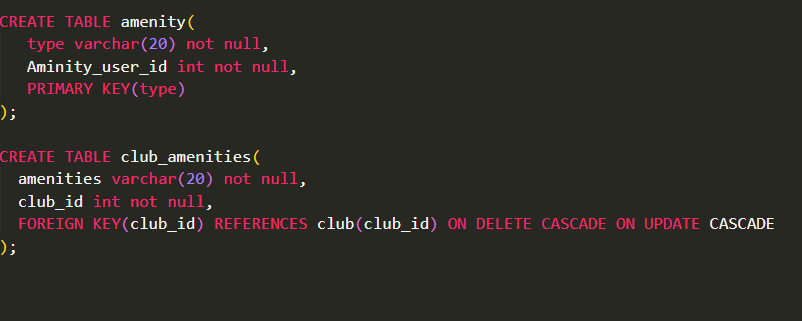 CREATE TABLE amenity(
type varchar(20) not null,
Aminity_user_id int not null,
PRIMARY KEY(type)
);
CREATE TABLE club_amenities(
amenities varchar(20) not null,
club_id int not null,
FOREIGN KEY(club_id) REFERENCES club(club_id) ON DELETE CASCADE ON UPDATE CASCADE
);